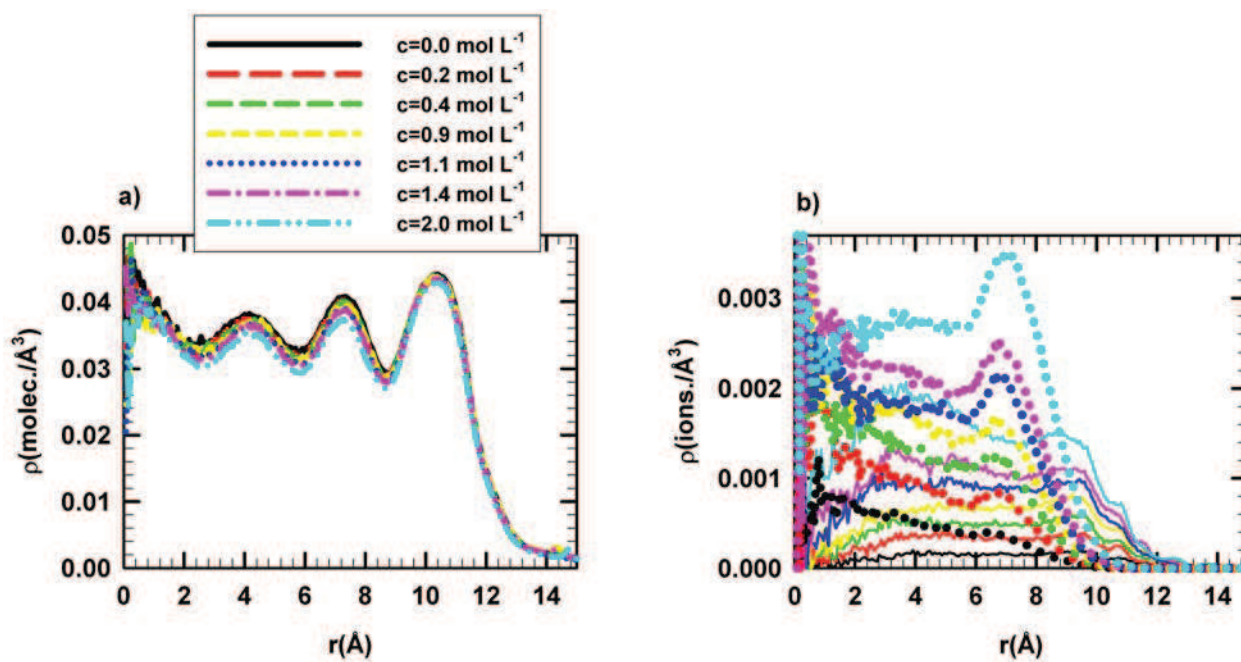 c=0.0 mol L⁻¹
c=0.2 mol L⁻¹
c=0.4 mol L⁻¹
c=0.9 mol L⁻¹
c=1.1 mol L⁻¹
c=1.4 mol L⁻¹
c=2.0 mol L⁻¹
a)
0.05
0.04
0.03
0.02
0.01
0.00
ρ(molec./Å³)
0 2 4 6 8 10 12 14
r(Å)
b)
0.003
0.002
0.001
0.000
ρ(ions./Å³)
0 2 4 6 8 10 12 14
r(Å)